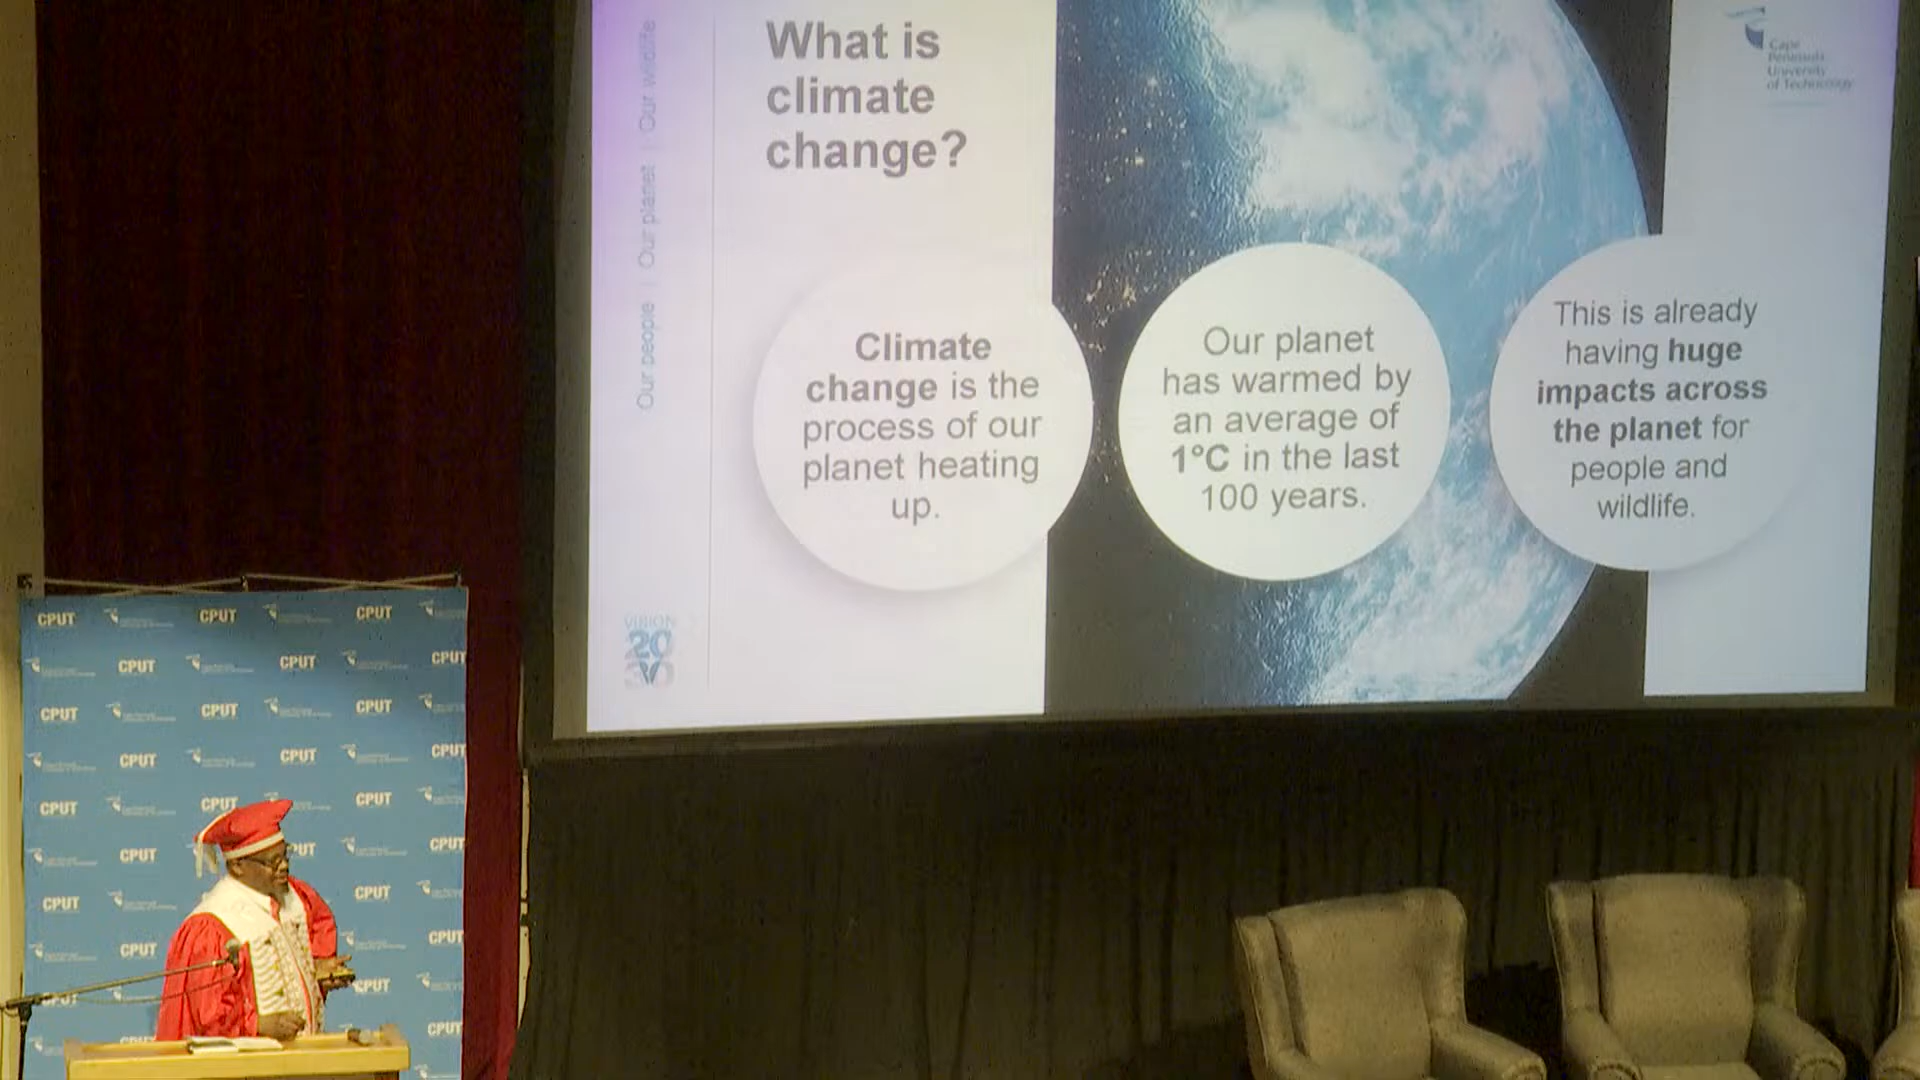 What is
climate
change?
Our people | Our planet | Our wildlife
Cape
Peninsula
University
of Technology
Climate
change is the
process of our
planet heating
up.
Our planet
has warmed by
an average of
1°C in the last
100 years.
This is already
having huge
impacts across
the planet for
people and
wildlife.
VISION
20
30
CPUT CPUT CPUT
CPUT CPUT CPUT
CPUT CPUT CPUT
CPUT CPUT CPUT
CPUT CPUT CPUT
CPUT PUT CPUT
CPUT CPUT
CPUT CPUT
CPUT CPUT
CPUT